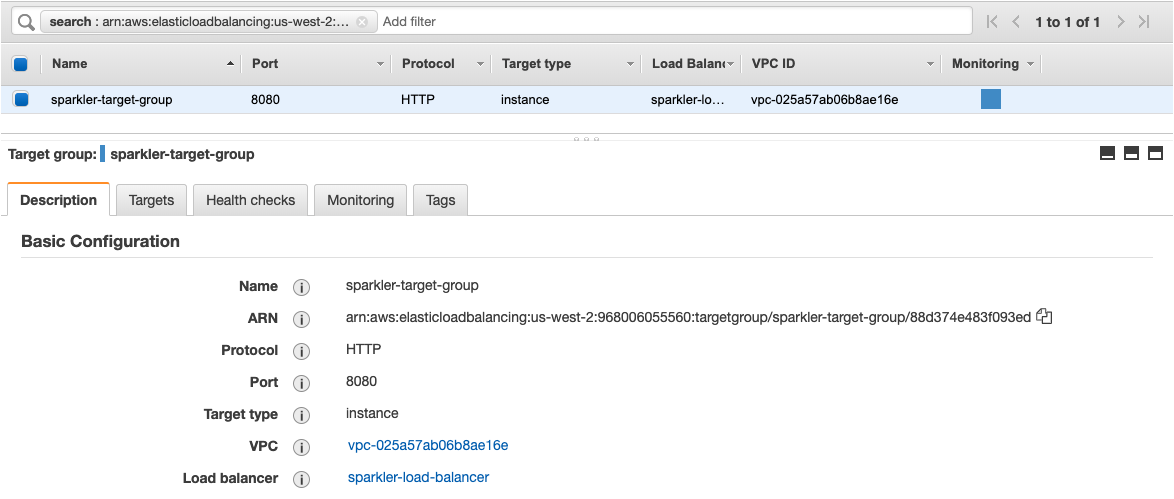 search : arn:aws:elasticloadbalancing:us-west-2:... Add filter 1 to 1 of 1
Name Port Protocol Target type Load Balanc VPC ID Monitoring
sparkler-target-group 8080 HTTP instance sparkler-lo... vpc-025a57ab06b8ae16e
Target group: sparkler-target-group
Description Targets Health checks Monitoring Tags
Basic Configuration
Name sparkler-target-group
ARN arn:aws:elasticloadbalancing:us-west-2:968006055560:targetgroup/sparkler-target-group/88d374e483f093ed
Protocol HTTP
Port 8080
Target type instance
VPC vpc-025a57ab06b8ae16e
Load balancer sparkler-load-balancer